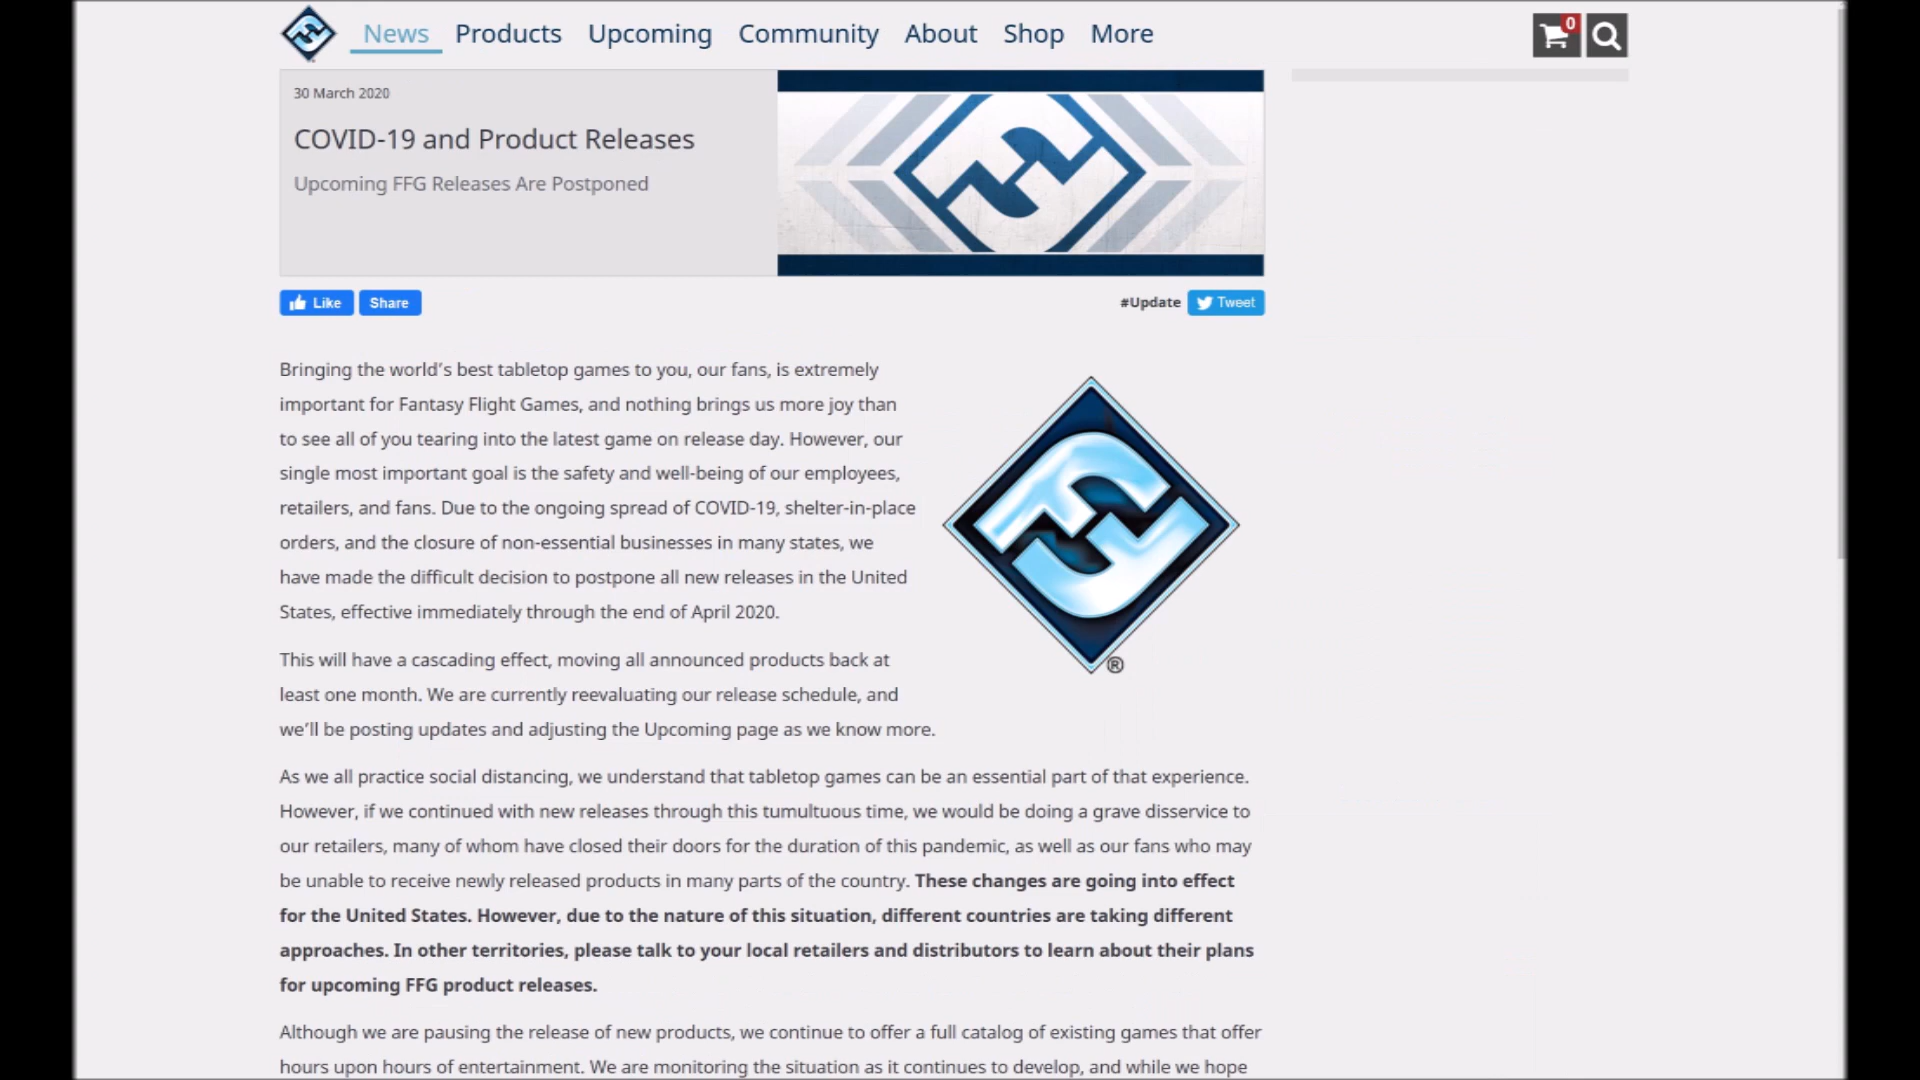 News Products Upcoming Community About Shop More
0
30 March 2020
COVID-19 and Product Releases
Upcoming FFG Releases Are Postponed
Like Share
#Update Tweet
Bringing the world's best tabletop games to you, our fans, is extremely
important for Fantasy Flight Games, and nothing brings us more joy than
to see all of you tearing into the latest game on release day. However, our
single most important goal is the safety and well-being of our employees,
retailers, and fans. Due to the ongoing spread of COVID-19, shelter-in-place
orders, and the closure of non-essential businesses in many states, we
have made the difficult decision to postpone all new releases in the United
States, effective immediately through the end of April 2020.
®
This will have a cascading effect, moving all announced products back at
least one month. We are currently reevaluating our release schedule, and
we'll be posting updates and adjusting the Upcoming page as we know more.
As we all practice social distancing, we understand that tabletop games can be an essential part of that experience.
However, if we continued with new releases through this tumultuous time, we would be doing a grave disservice to
our retailers, many of whom have closed their doors for the duration of this pandemic, as well as our fans who may
be unable to receive newly released products in many parts of the country. These changes are going into effect
for the United States. However, due to the nature of this situation, different countries are taking different
approaches. In other territories, please talk to your local retailers and distributors to learn about their plans
for upcoming FFG product releases.
Although we are pausing the release of new products, we continue to offer a full catalog of existing games that offer
hours upon hours of entertainment. We are monitoring the situation as it continues to develop, and while we hope